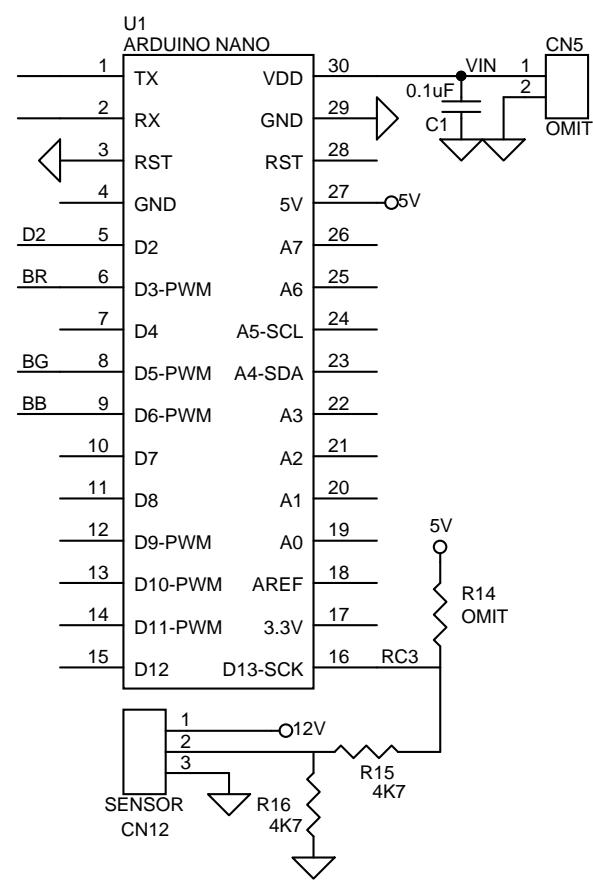 U1
ARDUINO NANO
CN5
1 TX VDD 30 VIN 1
2
0.1uF
C1
OMIT
2 RX GND 29
3 RST RST 28
4 GND 5V 27 5V
D2 5 D2 A7 26
BR 6 D3-PWM A6 25
7 D4 A5-SCL 24
BG 8 D5-PWM A4-SDA 23
BB 9 D6-PWM A3 22
10 D7 A2 21
11 D8 A1 20
12 D9-PWM A0 19
5V
13 D10-PWM AREF 18
R14
OMIT
14 D11-PWM 3.3V 17
15 D12 D13-SCK 16 RC3
1 12V
2
3
R15
4K7
SENSOR
CN12
R16
4K7